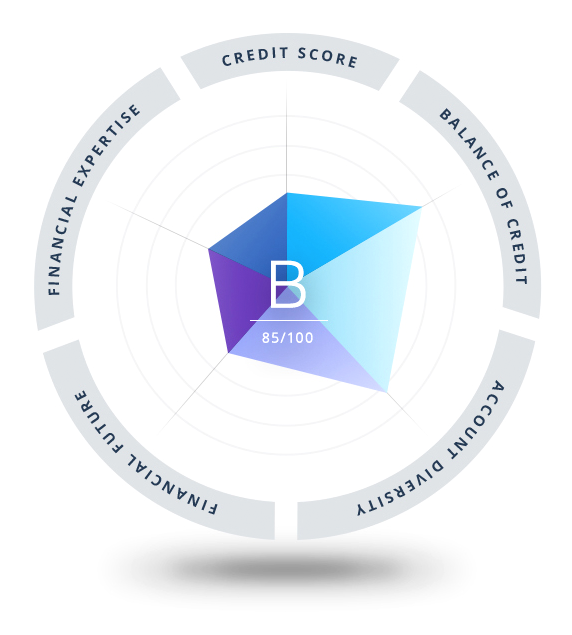 CREDIT SCORE
BALANCE OF CREDIT
ACCOUNT DIVERSITY
FINANCIAL FUTURE
FINANCIAL EXPERTISE
B
85/100